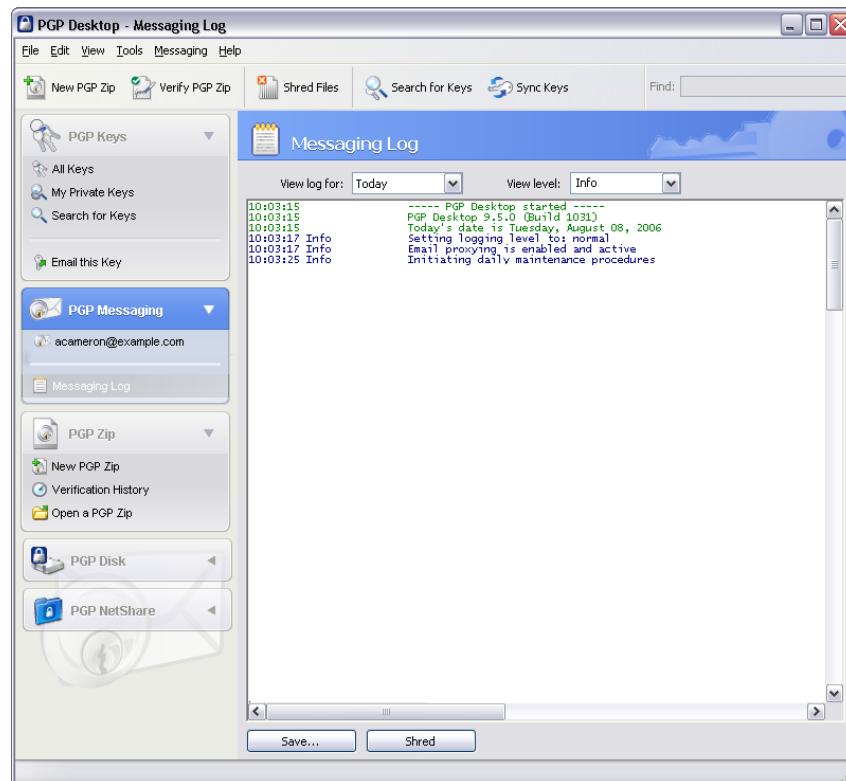 PGP Desktop - Messaging Log
File Edit View Tools Messaging Help
New PGP Zip Verify PGP Zip Shred Files Search for Keys Sync Keys Find:
PGP Keys
All Keys
My Private Keys
Search for Keys
Email this Key
PGP Messaging
acameron@example.com
Messaging Log
PGP Zip
New PGP Zip
Verification History
Open a PGP Zip
PGP Disk
PGP NetShare
Messaging Log
View log for: Today View level: Info
10:03:15 ----- PGP Desktop started -----
10:03:15 PGP Desktop 9.5.0 (Build 1031)
10:03:15 Today's date is Tuesday, August 08, 2006
10:03:17 Info Setting logging level to: normal
10:03:17 Info Email proxying is enabled and active
10:03:25 Info Initiating daily maintenance procedures
Save... Shred